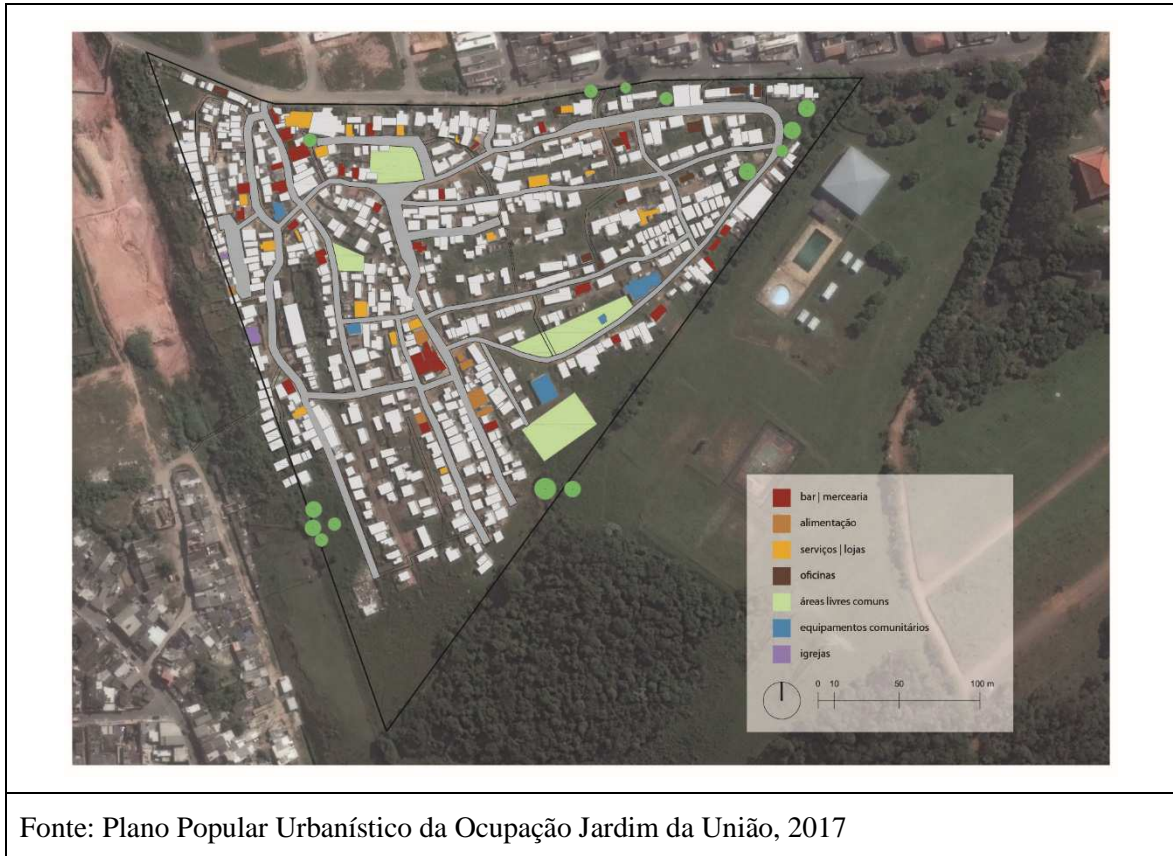 bar | mercearia
alimentação
serviços | lojas
oficinas
áreas livres comuns
equipamentos comunitários
igrejas
0 10 50 100 m
Fonte: Plano Popular Urbanístico da Ocupação Jardim da União, 2017